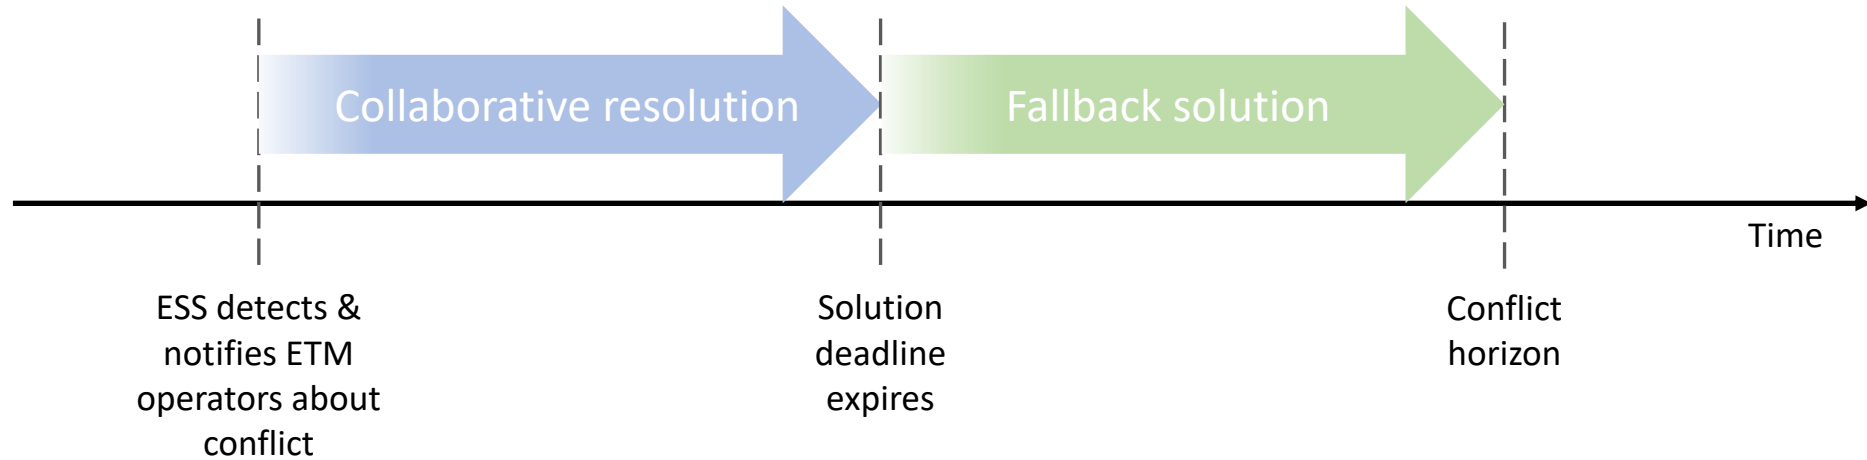 Collaborative resolution
Fallback solution
Time
ESS detects &
notifies ETM
operators about
conflict
Solution
deadline
expires
Conflict
horizon